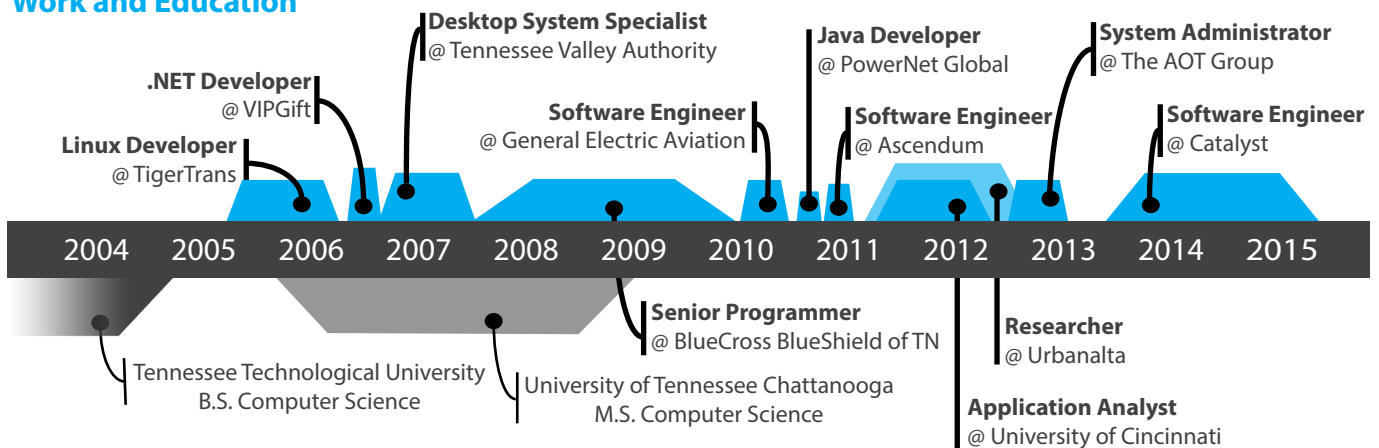 Work and Education
Desktop System Specialist
@ Tennessee Valley Authority
.NET Developer
@ VIPGift
Linux Developer
@ TigerTrans
Software Engineer
@ General Electric Aviation
Java Developer
@ PowerNet Global
Software Engineer
@ Ascendum
System Administrator
@ The AOT Group
Software Engineer
@ Catalyst
2004 2005 2006 2007 2008 2009 2010 2011 2012 2013 2014 2015
Tennessee Technological University
B.S. Computer Science
University of Tennessee Chattanooga
M.S. Computer Science
Senior Programmer
@ BlueCross BlueShield of TN
Researcher
@ Urbanalta
Application Analyst
@ University of Cincinnati